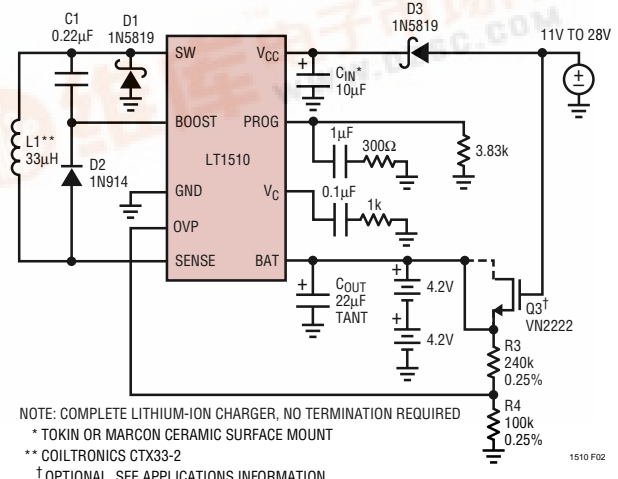 C1
0.22µF
D1
1N5819
D3
1N5819
11V TO 28V
SW
VCC
CIN*
10µF
BOOST
PROG
1µF
300Ω
3.83k
L1**
33µH
D2
1N914
LT1510
GND
VC
0.1µF
1k
OVP
SENSE
BAT
COUT
22µF
TANT
4.2V
4.2V
Q3†
VN2222
R3
240k
0.25%
R4
100k
0.25%
NOTE: COMPLETE LITHIUM-ION CHARGER, NO TERMINATION REQUIRED
* TOKIN OR MARCON CERAMIC SURFACE MOUNT
** COILTRONICS CTX33-2
† OPTIONAL, SEE APPLICATIONS INFORMATION
1510 F02